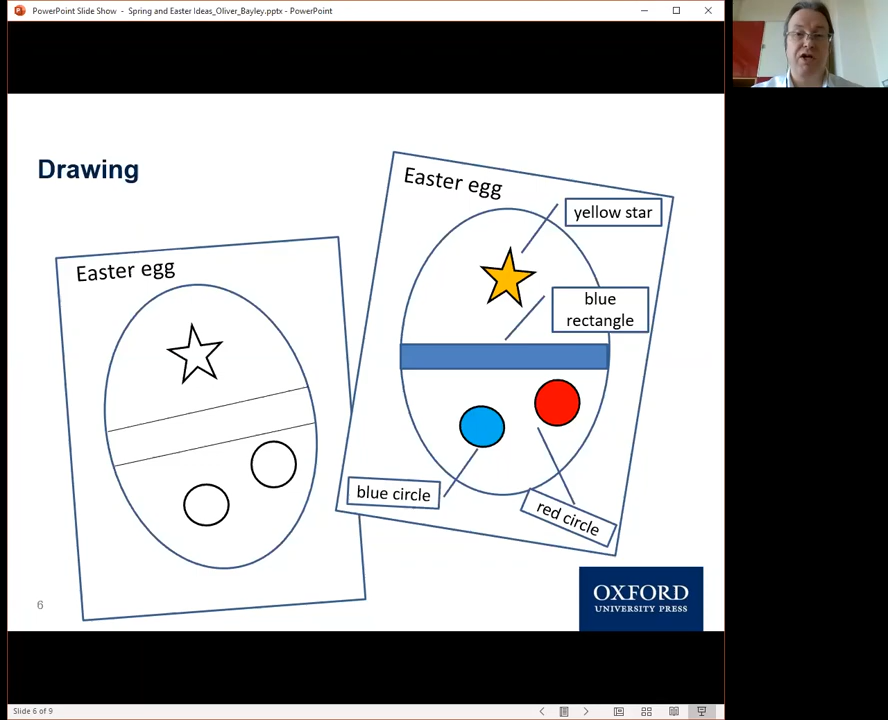 PowerPoint Slide Show - Spring and Easter Ideas_Oliver_Bayley.pptx - PowerPoint
Drawing
Easter egg
Easter egg
yellow star
blue
rectangle
blue circle
red circle
6
OXFORD
UNIVERSITY PRESS
Slide 6 of 9